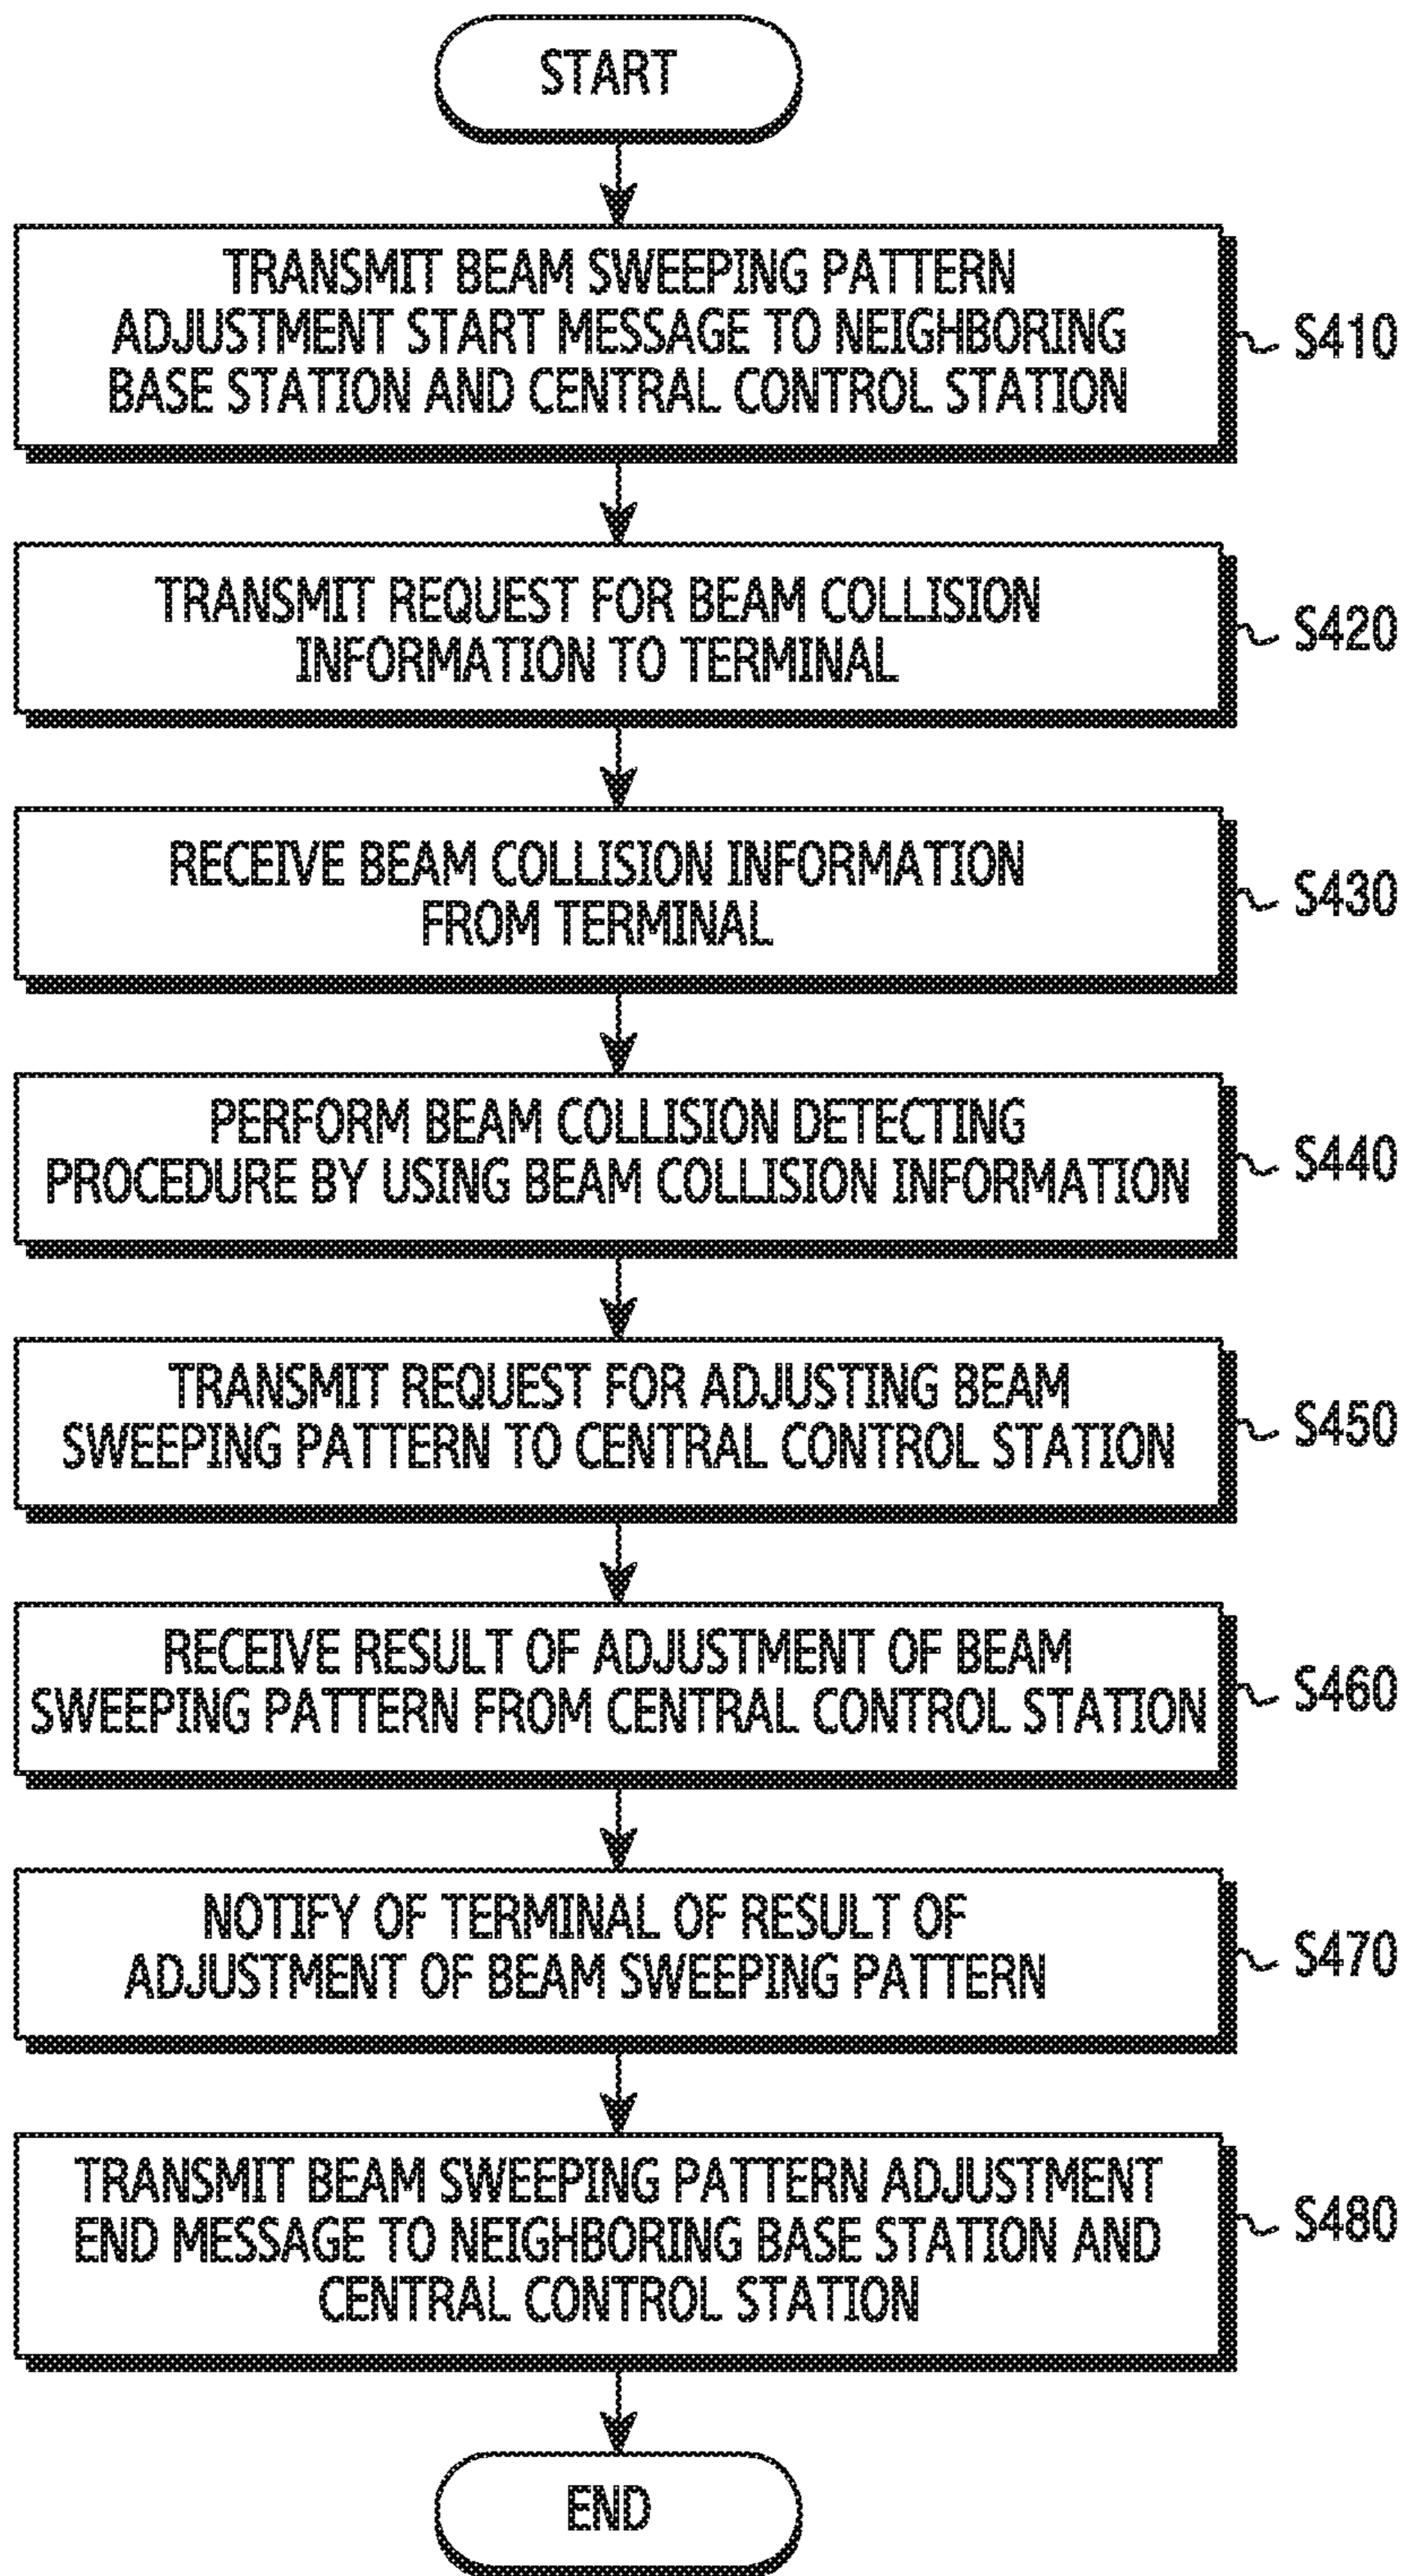 START
TRANSMIT BEAM SWEEPING PATTERN
ADJUSTMENT START MESSAGE TO NEIGHBORING
BASE STATION AND CENTRAL CONTROL STATION
S410
TRANSMIT REQUEST FOR BEAM COLLISION
INFORMATION TO TERMINAL
S420
RECEIVE BEAM COLLISION INFORMATION
FROM TERMINAL
S430
PERFORM BEAM COLLISION DETECTING
PROCEDURE BY USING BEAM COLLISION INFORMATION
S440
TRANSMIT REQUEST FOR ADJUSTING BEAM
SWEEPING PATTERN TO CENTRAL CONTROL STATION
S450
RECEIVE RESULT OF ADJUSTMENT OF BEAM
SWEEPING PATTERN FROM CENTRAL CONTROL STATION
S460
NOTIFY OF TERMINAL OF RESULT OF
ADJUSTMENT OF BEAM SWEEPING PATTERN
S470
TRANSMIT BEAM SWEEPING PATTERN ADJUSTMENT
END MESSAGE TO NEIGHBORING BASE STATION AND
CENTRAL CONTROL STATION
S480
END